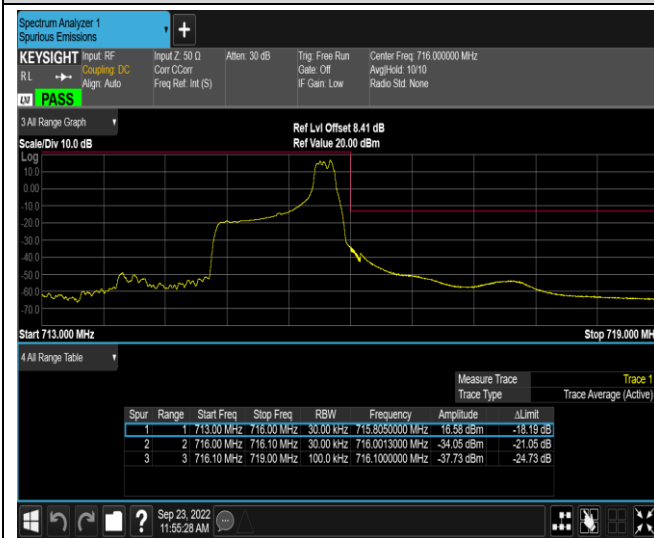 Spectrum Analyzer 1
Spurious Emissions
KEYSIGHT Input: RF Input Z: 50 Ω Atten: 30 dB Trig: Free Run Center Freq: 716.000000 MHz
RL Coupling: DC Corr CCorr Gate: Off Avg|Hold: 10/10
Align: Auto Freq Ref: Int (S) IF Gain: Low Radio Std: None
LXI PASS
3 All Range Graph
Ref Lvl Offset 8.41 dB
Scale/Div 10.0 dB Ref Value 20.00 dBm
Log
10.0
0.00
-10.0
-20.0
-30.0
-40.0
-50.0
-60.0
-70.0
Start 713.000 MHz Stop 719.000 MH
4 All Range Table
Measure Trace Trace 1
Trace Type Trace Average (Active)
Spur Range Start Freq Stop Freq RBW Frequency Amplitude ΔLimit
1 1 713.00 MHz 716.00 MHz 30.00 kHz 715.8050000 MHz 16.58 dBm -18.19 dB
2 2 716.00 MHz 716.10 MHz 30.00 kHz 716.0013000 MHz -34.05 dBm -21.05 dB
3 3 716.10 MHz 719.00 MHz 100.0 kHz 716.1000000 MHz -37.73 dBm -24.73 dB
Sep 23, 2022
11:55:28 AM